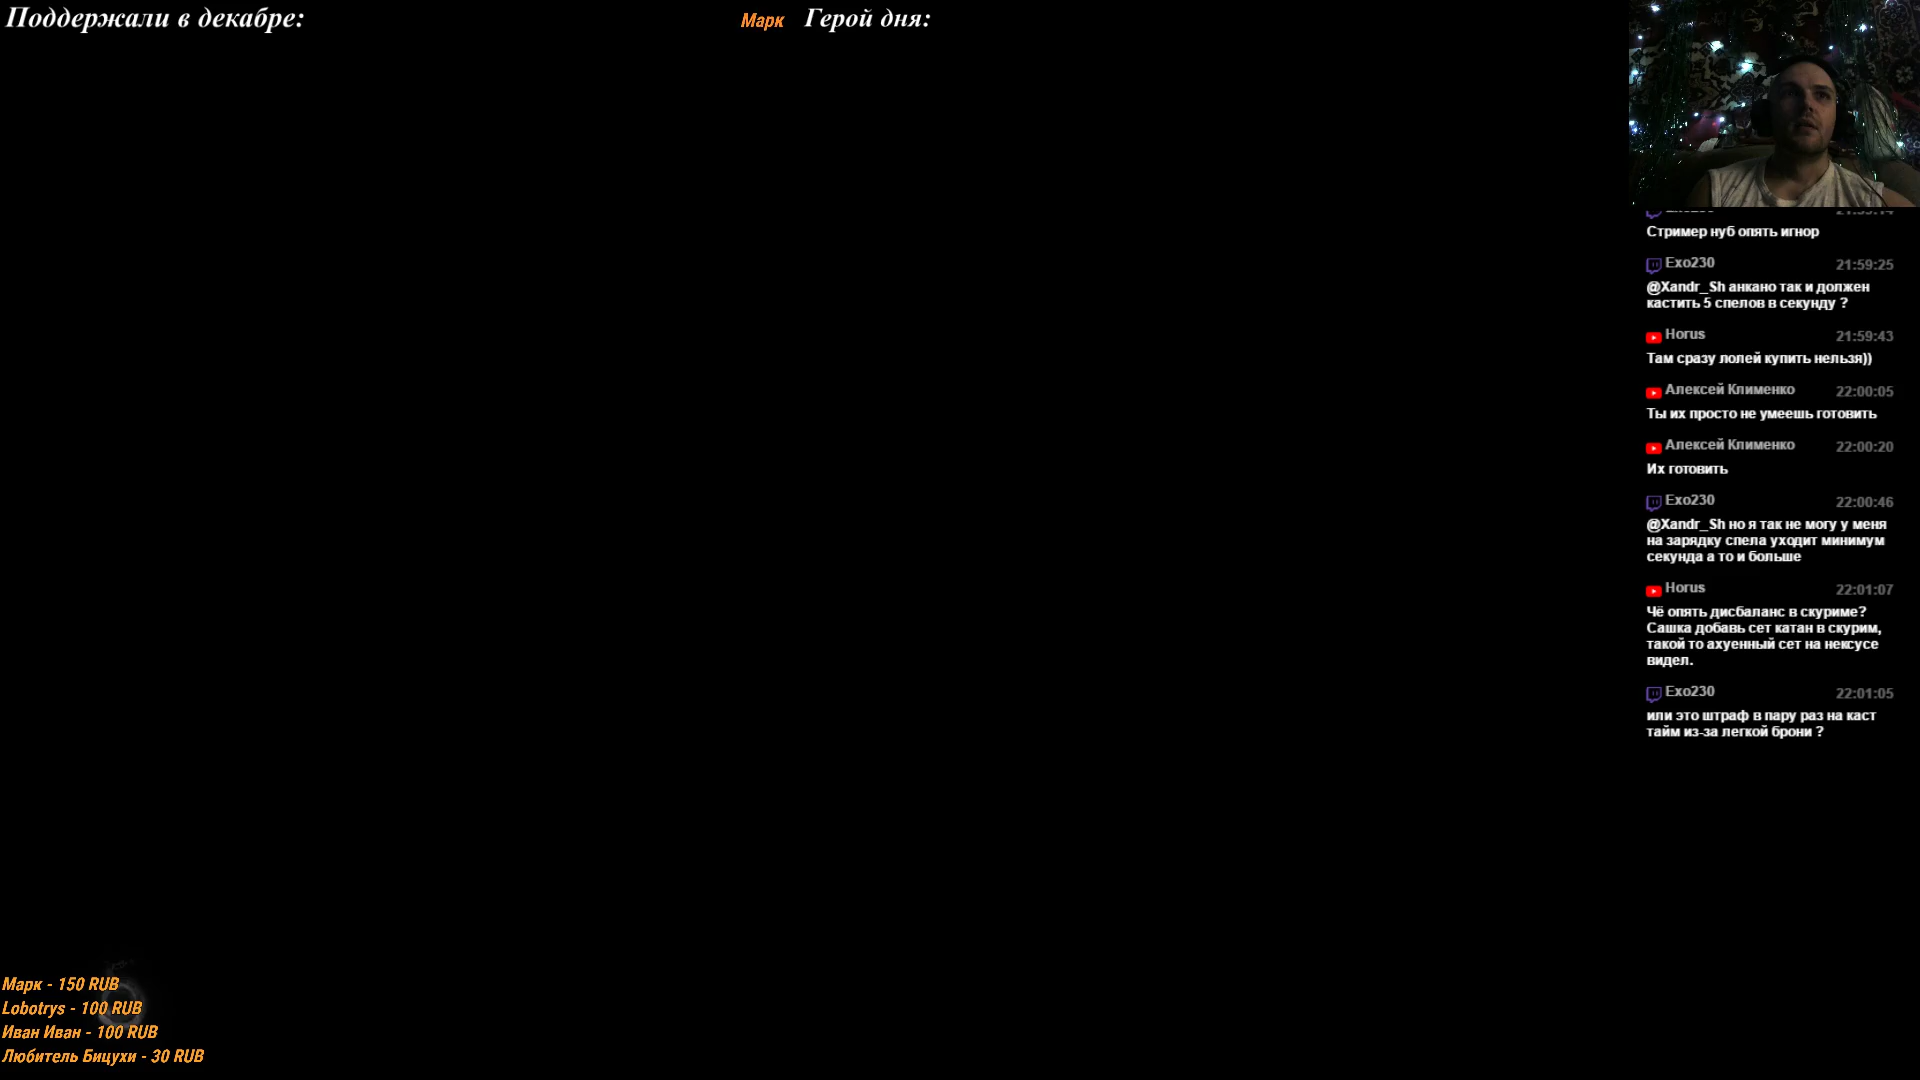 Поддержали в декабре:
Марк Герой дня:
Стример нуб опять игнор
Exo230 21:59:25
@Xandr_Sh анкано так и должен
кастить 5 спелов в секунду ?
Horus 21:59:43
Там сразу лолей купить нельзя))
Алексей Клименко 22:00:05
Ты их просто не умеешь готовить
Алексей Клименко 22:00:20
Их готовить
Exo230 22:00:46
@Xandr_Sh но я так не могу у меня
на зарядку спела уходит минимум
секунда а то и больше
Horus 22:01:07
Чё опять дисбаланс в скуриме?
Сашка добавь сет катан в скурим,
такой то ахуенный сет на нексусе
видел.
Exo230 22:01:05
или это штраф в пару раз на каст
тайм из-за легкой брони ?
Марк - 150 RUB
Lobotrys - 100 RUB
Иван Иван - 100 RUB
Любитель Бицухи - 30 RUB